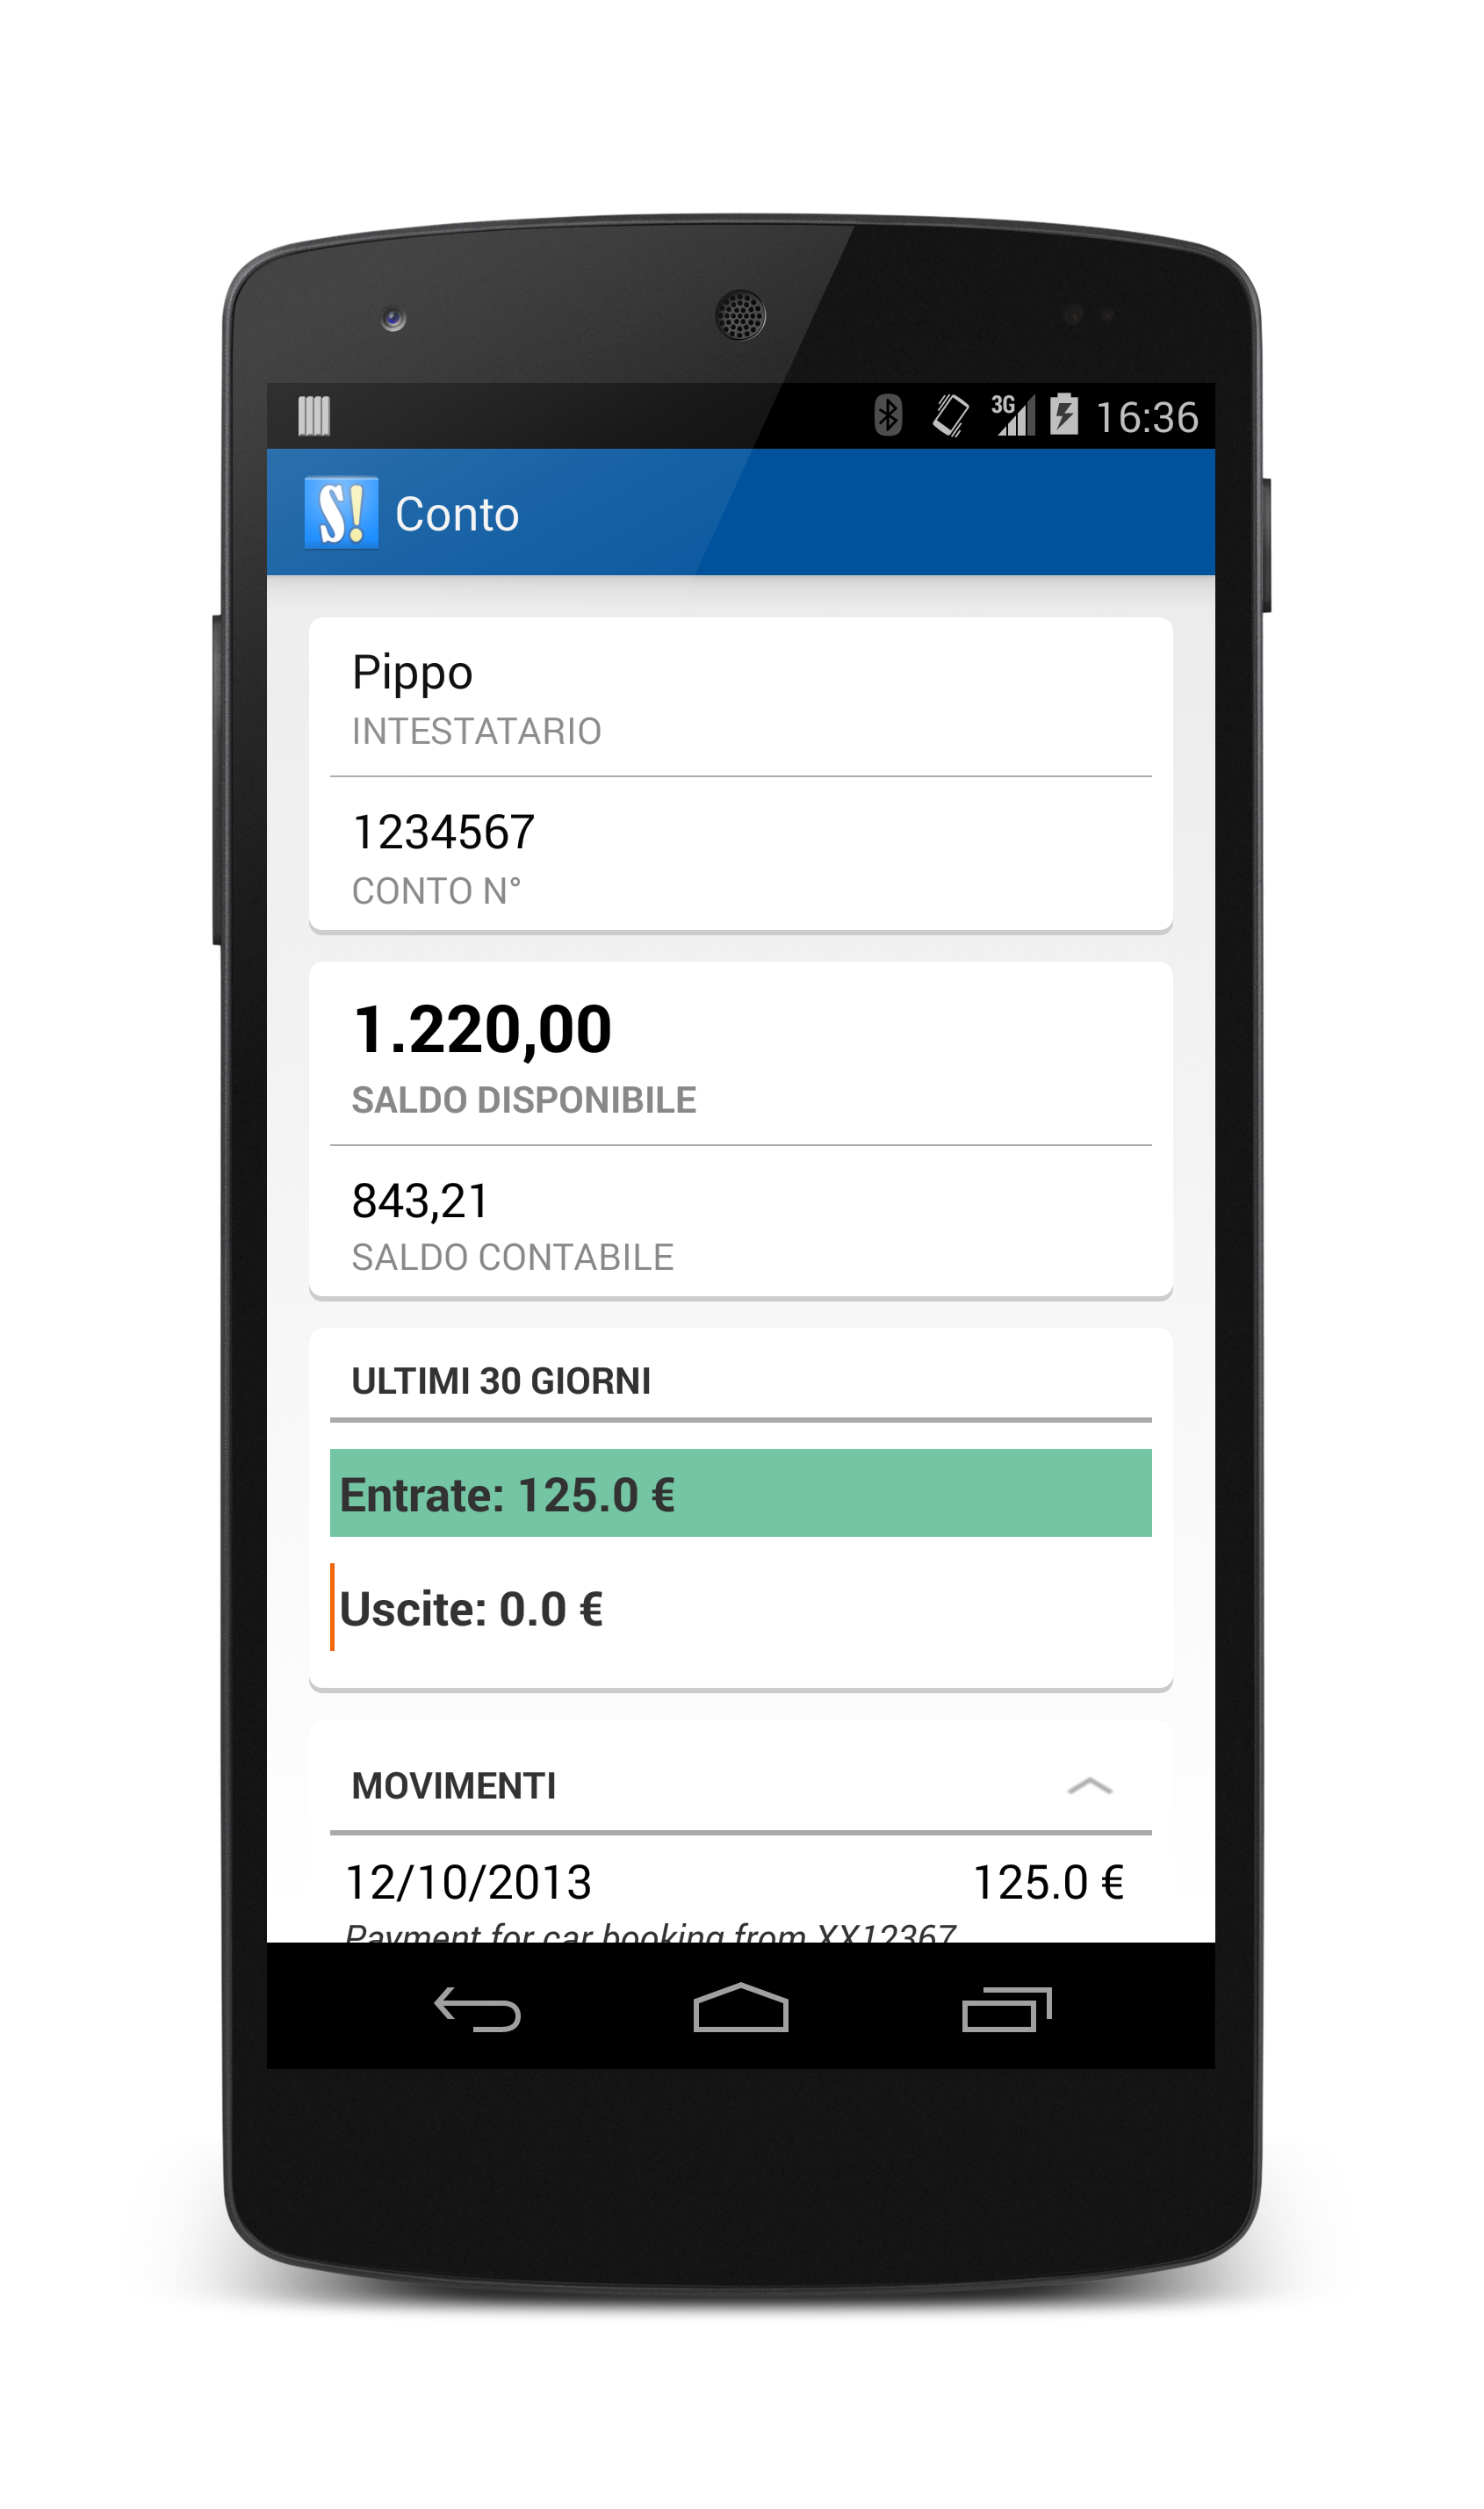 3G 16:36
S! Conto
Pippo
INTESTATARIO
1234567
CONTO N°
1.220,00
SALDO DISPONIBILE
843,21
SALDO CONTABILE
ULTIMI 30 GIORNI
Entrate: 125.0 €
Uscite: 0.0 €
MOVIMENTI
12/10/2013 125.0 €
Payment for car booking from XX12367